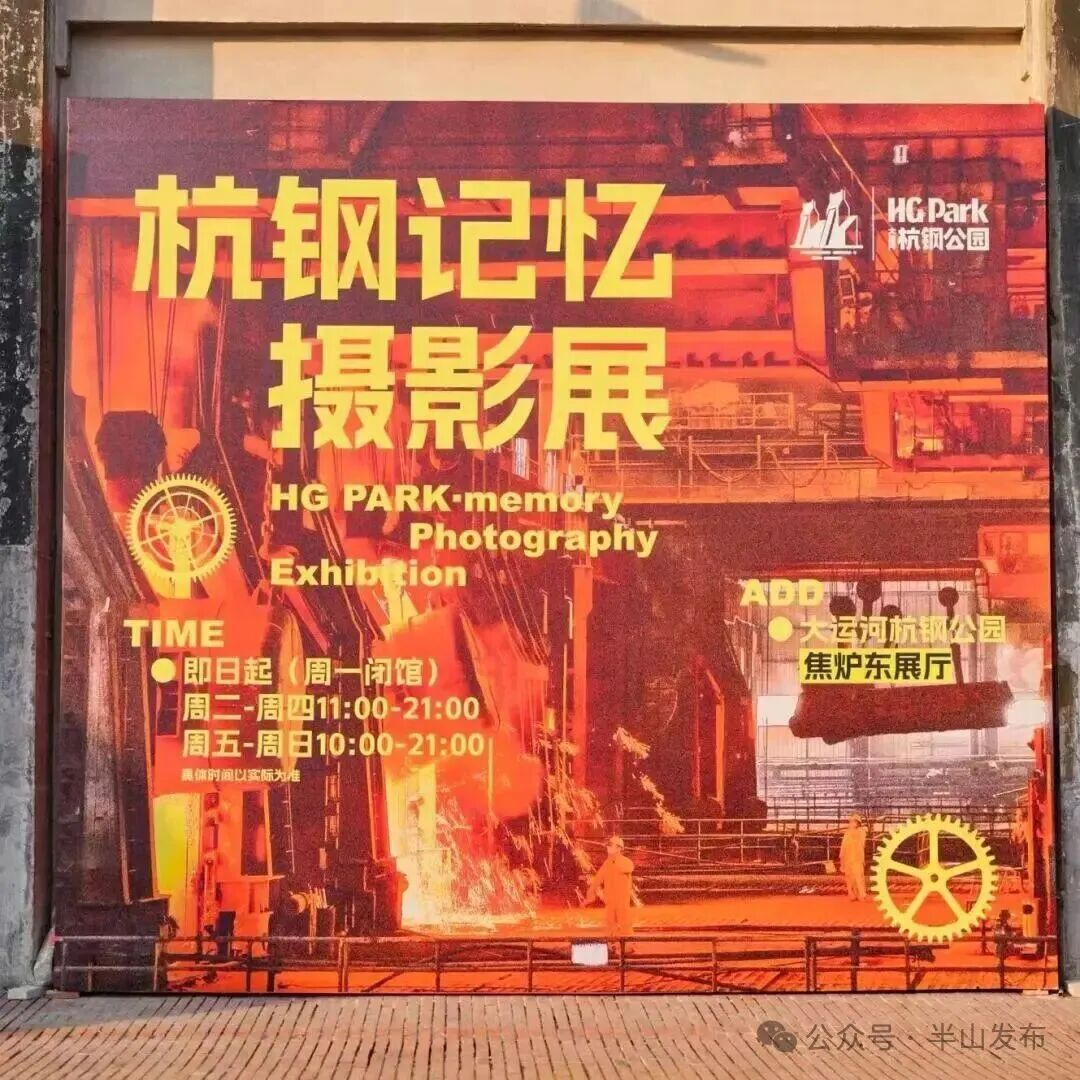 杭钢记忆
摄影展
HG Park
大运河杭钢公园
HG PARK-memory
Photography
Exhibition
TIME
即日起（周一闭馆）
周二-周四11:00-21:00
周五-周日10:00-21:00
具体时间以实际为准
ADD
大运河杭钢公园
焦炉东展厅
公众号·半山发布